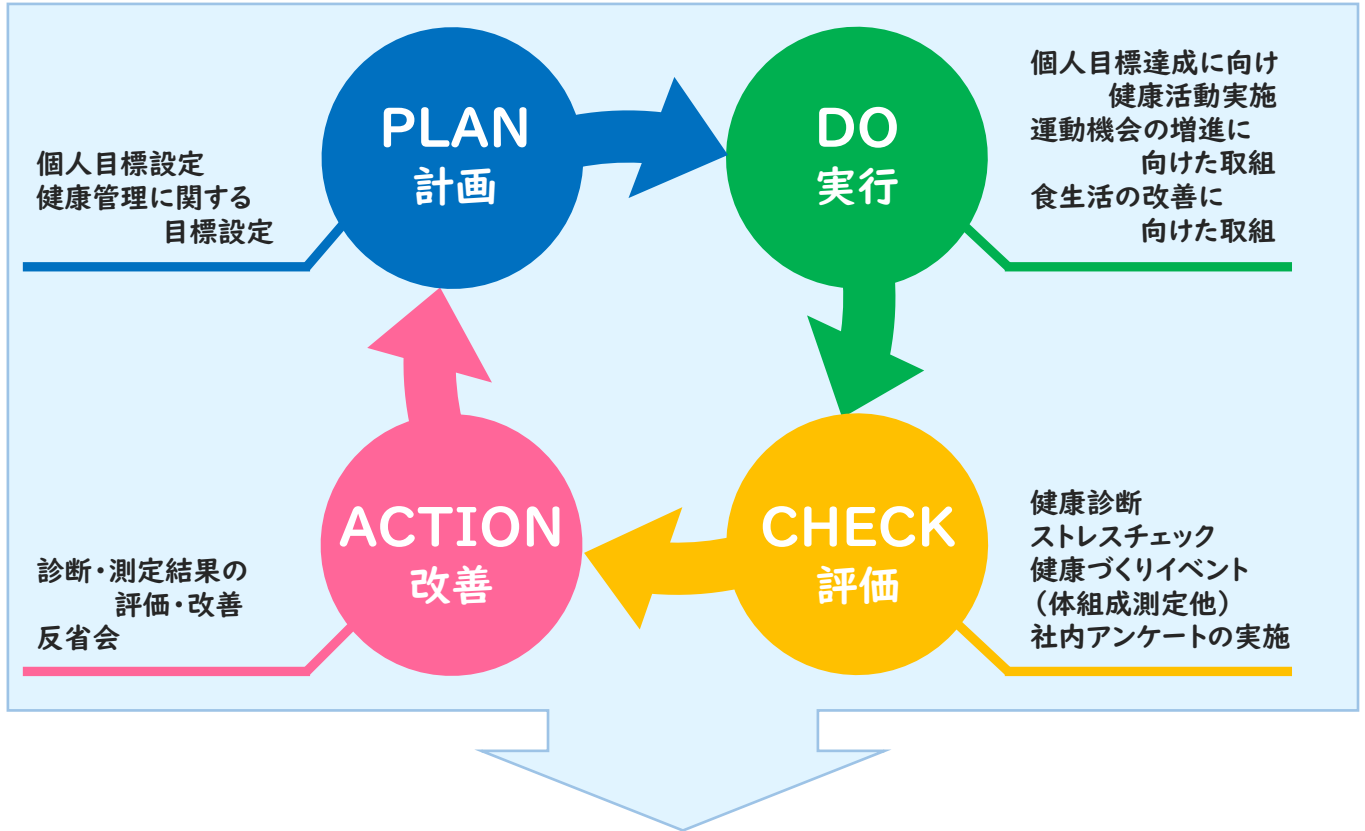 PLAN
計画
個人目標設定
健康管理に関する
目標設定
DO
実行
個人目標達成に向け
健康活動実施
運動機会の増進に
向けた取組
食生活の改善に
向けた取組
CHECK
評価
健康診断
ストレスチェック
健康づくりイベント
（体組成測定他）
社内アンケートの実施
ACTION
改善
診断・測定結果の
評価・改善
反省会